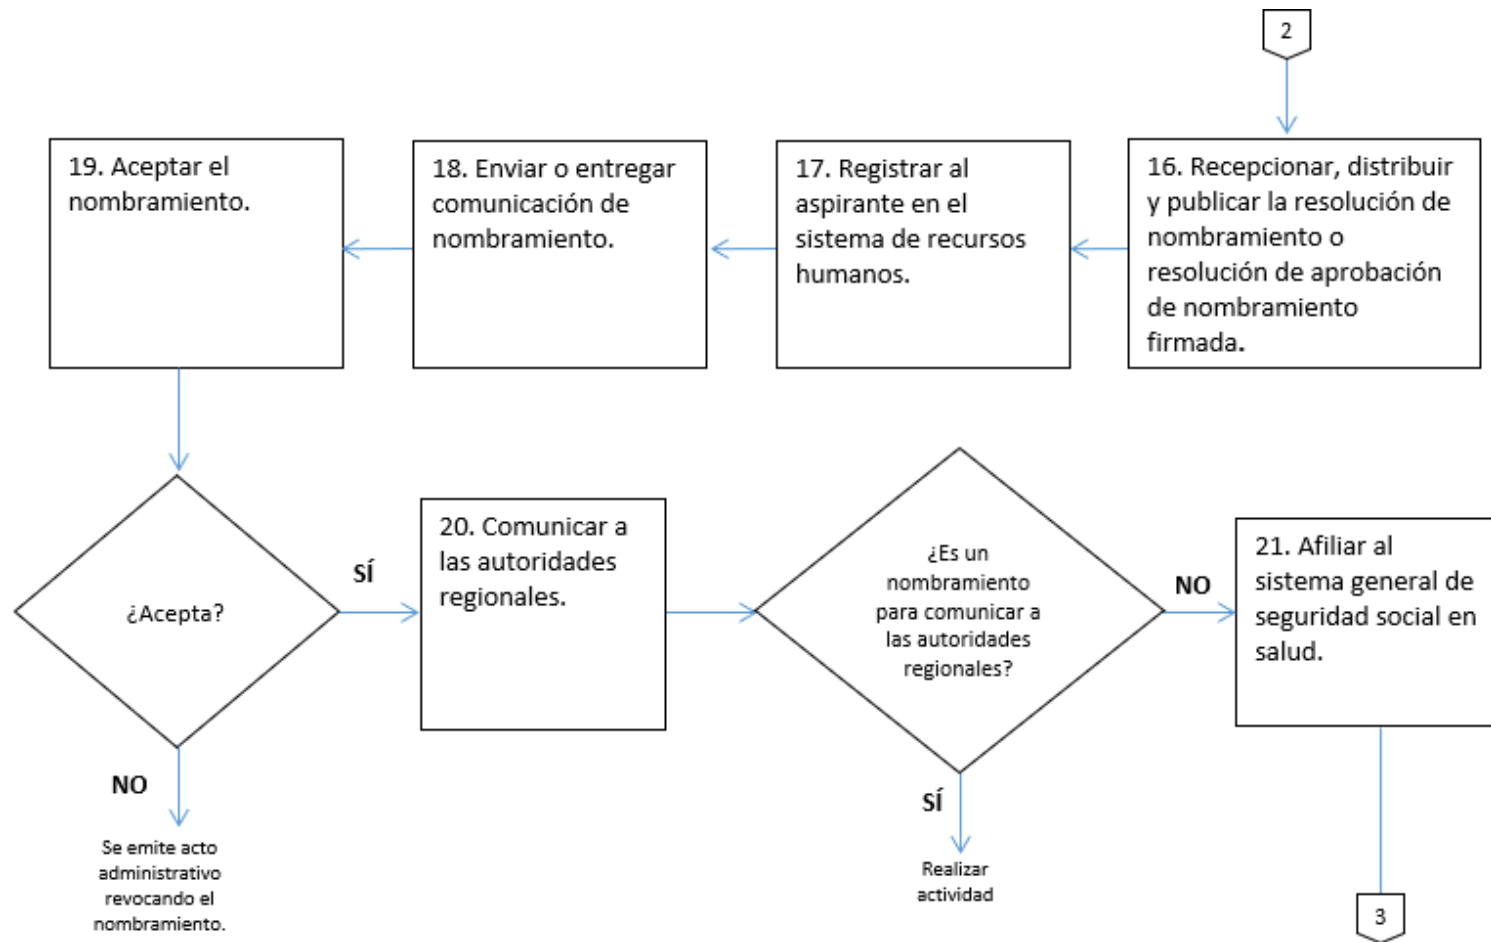 2
19. Aceptar el
nombramiento.
18. Enviar o entregar
comunicación de
nombramiento.
17. Registrar al
aspirante en el
sistema de recursos
humanos.
16. Recepcionar, distribuir
y publicar la resolución de
nombramiento o
resolución de aprobación
de nombramiento
firmada.
¿Acepta?
SÍ
NO
Se emite acto
administrativo
revocando el
nombramiento.
20. Comunicar a
las autoridades
regionales.
¿Es un
nombramiento
para comunicar a
las autoridades
regionales?
NO
SÍ
Realizar
actividad
21. Afiliar al
sistema general de
seguridad social en
salud.
3